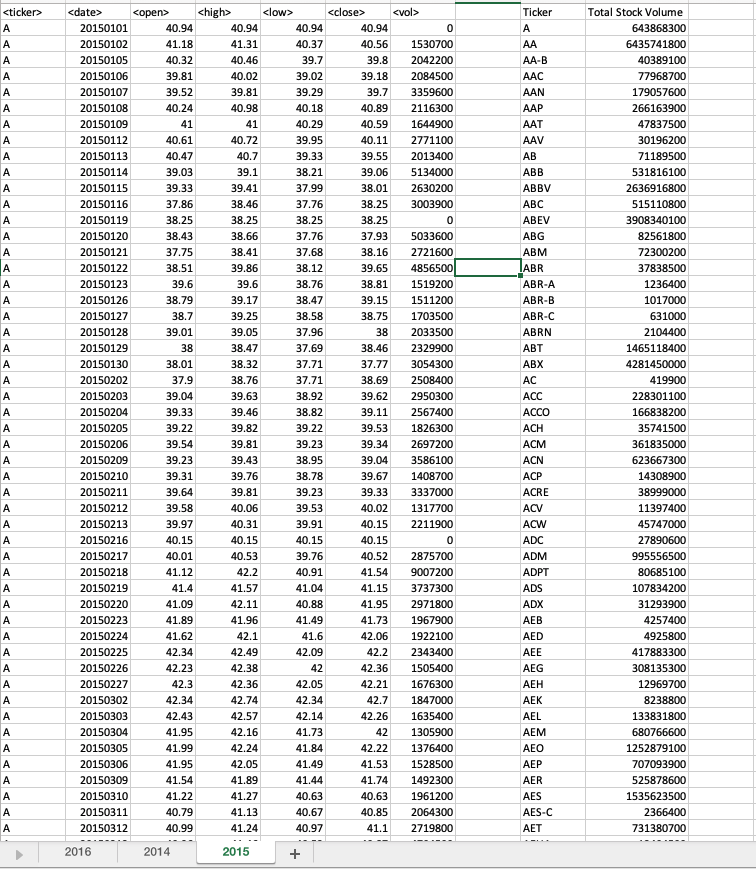 <ticker> <date> <open> <high> <low> <close> <vol> Ticker Total Stock Volume
A 20150101 40.94 40.94 40.94 40.94 0 A 643868300
A 20150102 41.18 41.31 40.37 40.56 1530700 AA 6435741800
A 20150105 40.32 40.46 39.7 39.8 2042200 AA-B 40389100
A 20150106 39.81 40.02 39.02 39.18 2084500 AAC 77968700
A 20150107 39.52 39.81 39.29 39.7 3359600 AAN 179057600
A 20150108 40.24 40.98 40.18 40.89 2116300 AAP 266163900
A 20150109 41 41 40.29 40.59 1644900 AAT 47837500
A 20150112 40.61 40.72 39.95 40.11 2771100 AAV 30196200
A 20150113 40.47 40.7 39.33 39.55 2013400 AB 71189500
A 20150114 39.03 39.1 38.21 39.06 5134000 ABB 531816100
A 20150115 39.33 39.41 37.99 38.01 2630200 ABBV 2636916800
A 20150116 37.86 38.46 37.76 38.25 3003900 ABC 515110800
A 20150119 38.25 38.25 38.25 38.25 0 ABEV 3908340100
A 20150120 38.43 38.66 37.76 37.93 5033600 ABG 82561800
A 20150121 37.75 38.41 37.68 38.16 2721600 ABM 72300200
A 20150122 38.51 39.86 38.12 39.65 4856500 ABR 37838500
A 20150123 39.6 39.6 38.76 38.81 1519200 ABR-A 1236400
A 20150126 38.79 39.17 38.47 39.15 1511200 ABR-B 1017000
A 20150127 38.7 39.25 38.58 38.75 1703500 ABR-C 631000
A 20150128 39.01 39.05 37.96 38 2033500 ABRN 2104400
A 20150129 38 38.47 37.69 38.46 2329900 ABT 1465118400
A 20150130 38.01 38.32 37.71 37.77 3054300 ABX 4281450000
A 20150202 37.9 38.76 37.71 38.69 2508400 AC 419900
A 20150203 39.04 39.63 38.92 39.62 2950300 ACC 228301100
A 20150204 39.33 39.46 38.82 39.11 2567400 ACCO 166838200
A 20150205 39.22 39.82 39.22 39.53 1826300 ACH 35741500
A 20150206 39.54 39.81 39.23 39.34 2697200 ACM 361835000
A 20150209 39.23 39.43 38.95 39.04 3586100 ACN 623667300
A 20150210 39.31 39.76 38.78 39.67 1408700 ACP 14308900
A 20150211 39.64 39.81 39.23 39.33 3337000 ACRE 38999000
A 20150212 39.58 40.06 39.53 40.02 1317700 ACV 11397400
A 20150213 39.97 40.31 39.91 40.15 2211900 ACW 45747000
A 20150216 40.15 40.15 40.15 40.15 0 ADC 27890600
A 20150217 40.01 40.53 39.76 40.52 2875700 ADM 995556500
A 20150218 41.12 42.2 40.91 41.54 9007200 ADPT 80685100
A 20150219 41.4 41.57 41.04 41.15 3737300 ADS 107834200
A 20150220 41.09 42.11 40.88 41.95 2971800 ADX 31293900
A 20150223 41.89 41.96 41.49 41.73 1967900 AEB 4257400
A 20150224 41.62 42.1 41.6 42.06 1922100 AED 4925800
A 20150225 42.34 42.49 42.09 42.2 2343400 AEE 417883300
A 20150226 42.23 42.38 42 42.36 1505400 AEG 308135300
A 20150227 42.3 42.36 42.05 42.21 1676300 AEH 12969700
A 20150302 42.34 42.74 42.34 42.7 1847000 AEK 8238800
A 20150303 42.43 42.57 42.14 42.26 1635400 AEL 133831800
A 20150304 41.95 42.16 41.73 42 1305900 AEM 680766600
A 20150305 41.99 42.24 41.84 42.22 1376400 AEO 1252879100
A 20150306 41.95 42.05 41.49 41.53 1528500 AEP 707093900
A 20150309 41.54 41.89 41.44 41.74 1492300 AER 525878600
A 20150310 41.22 41.27 40.63 40.63 1961200 AES 1535623500
A 20150311 40.79 41.13 40.67 40.85 2064300 AES-C 2366400
A 20150312 40.99 41.24 40.97 41.1 2719800 AET 731380700
2016 2014 2015 +